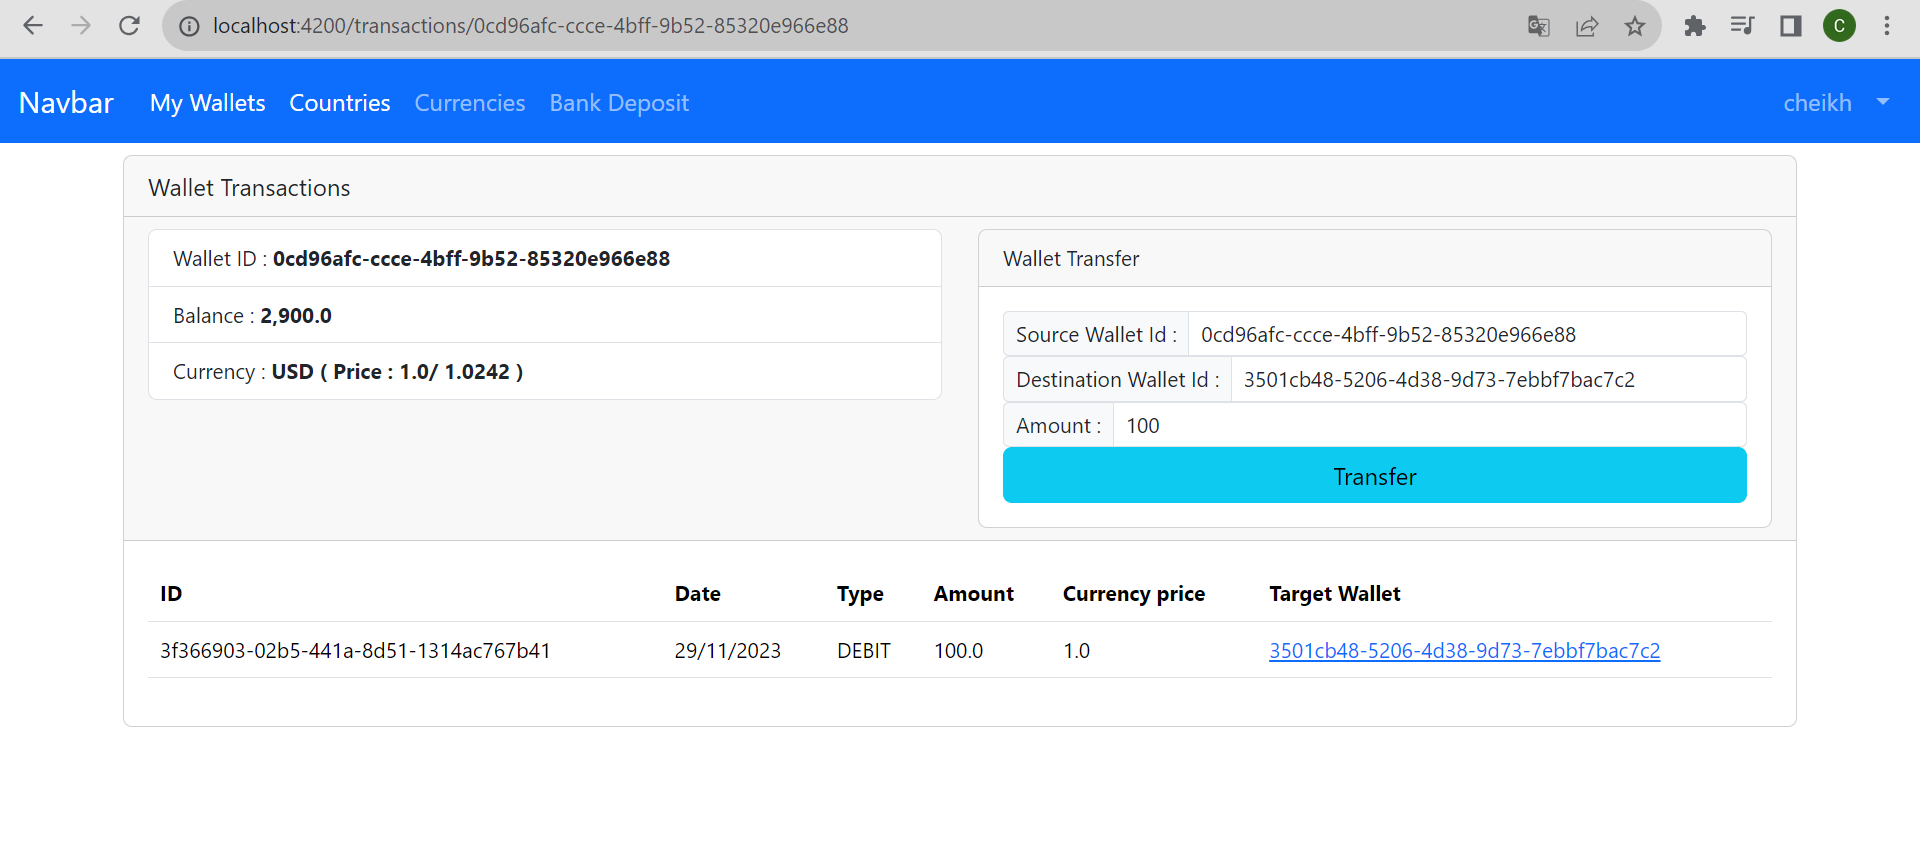 localhost:4200/transactions/0cd96afc-ccce-4bff-9b52-85320e966e88
C
Navbar My Wallets Countries Currencies Bank Deposit cheikh
Wallet Transactions
Wallet ID : 0cd96afc-ccce-4bff-9b52-85320e966e88
Balance : 2,900.0
Currency : USD ( Price : 1.0/ 1.0242 )
Wallet Transfer
Source Wallet Id : 0cd96afc-ccce-4bff-9b52-85320e966e88
Destination Wallet Id : 3501cb48-5206-4d38-9d73-7ebbf7bac7c2
Amount : 100
Transfer
ID Date Type Amount Currency price Target Wallet
3f366903-02b5-441a-8d51-1314ac767b41 29/11/2023 DEBIT 100.0 1.0 3501cb48-5206-4d38-9d73-7ebbf7bac7c2